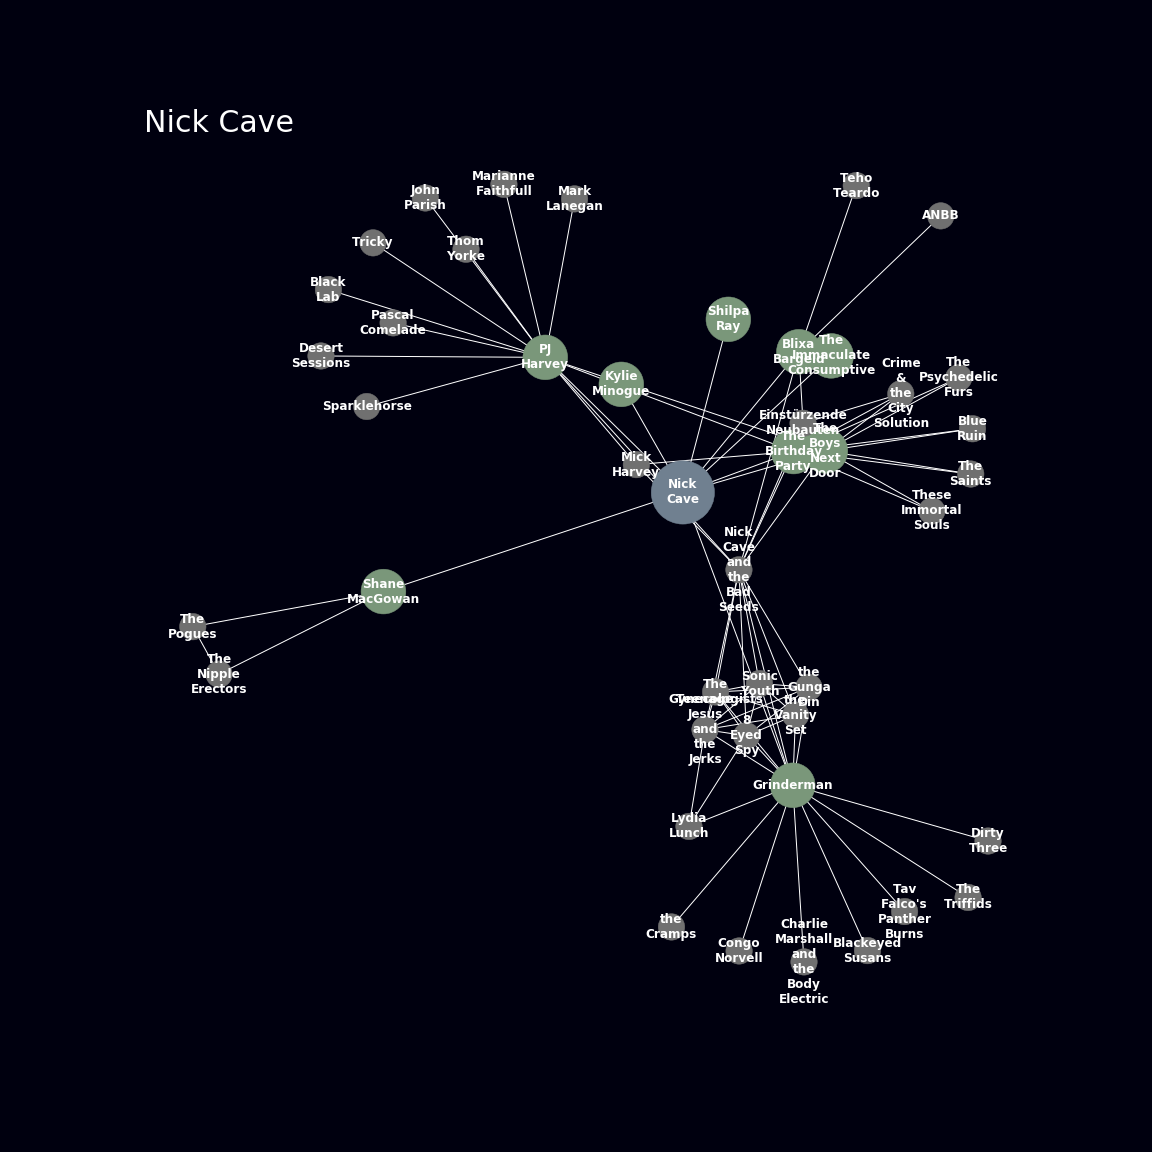 Nick Cave
Marianne
Faithfull
John
Parish
Mark
Lanegan
Teho
Teardo
ANBB
Tricky
Thom
Yorke
Black
Lab
Pascal
Comelade
Shilpa
Ray
Desert
Sessions
PJ
Harvey
Blixa
Bargeld
The
Immaculate
Consumptive
Kylie
Minogue
Crime
&
the
City
Solution
The
Psychedelic
Furs
Sparklehorse
Einstürzende
Neubauten
The
Birthday
Party
The
Boys
Next
Door
Blue
Ruin
Mick
Harvey
The
Saints
Nick
Cave
These
Immortal
Souls
Nick
Cave
and
the
Bad
Seeds
Shane
MacGowan
The
Pogues
The
Nipple
Erectors
The
Gynecologists
Teenage
Jesus
and
the
Jerks
Sonic
Youth
the
Gunga
Din
the
Vanity
Set
8
Eyed
Spy
Grinderman
Lydia
Lunch
Dirty
Three
The
Triffids
Tav
Falco's
Panther
Burns
the
Cramps
Congo
Norvell
Charlie
Marshall
and
the
Body
Electric
Blackeyed
Susans